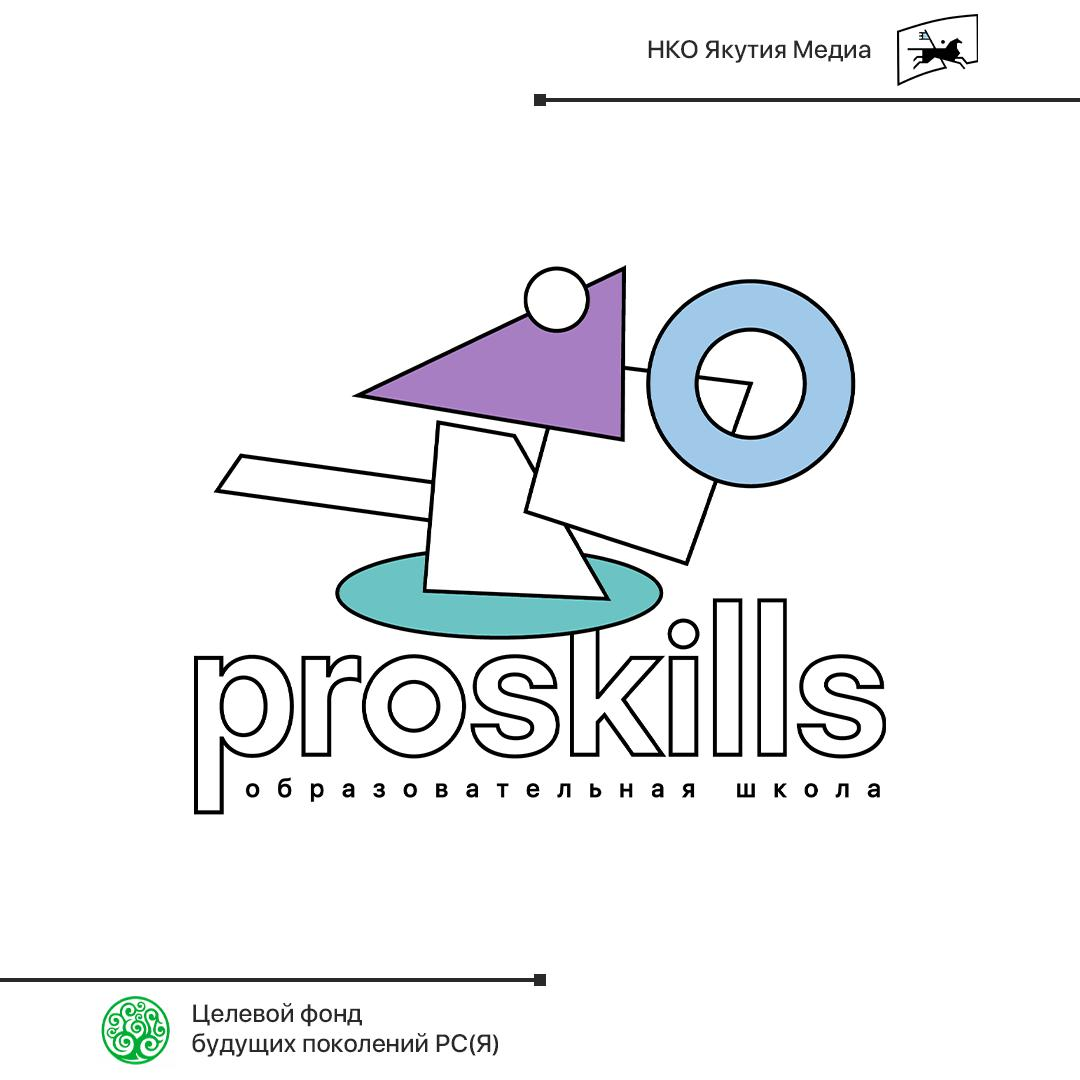 НКО Якутия Медиа
proskills
образовательная школа
Целевой фонд
будущих поколений РС(Я)